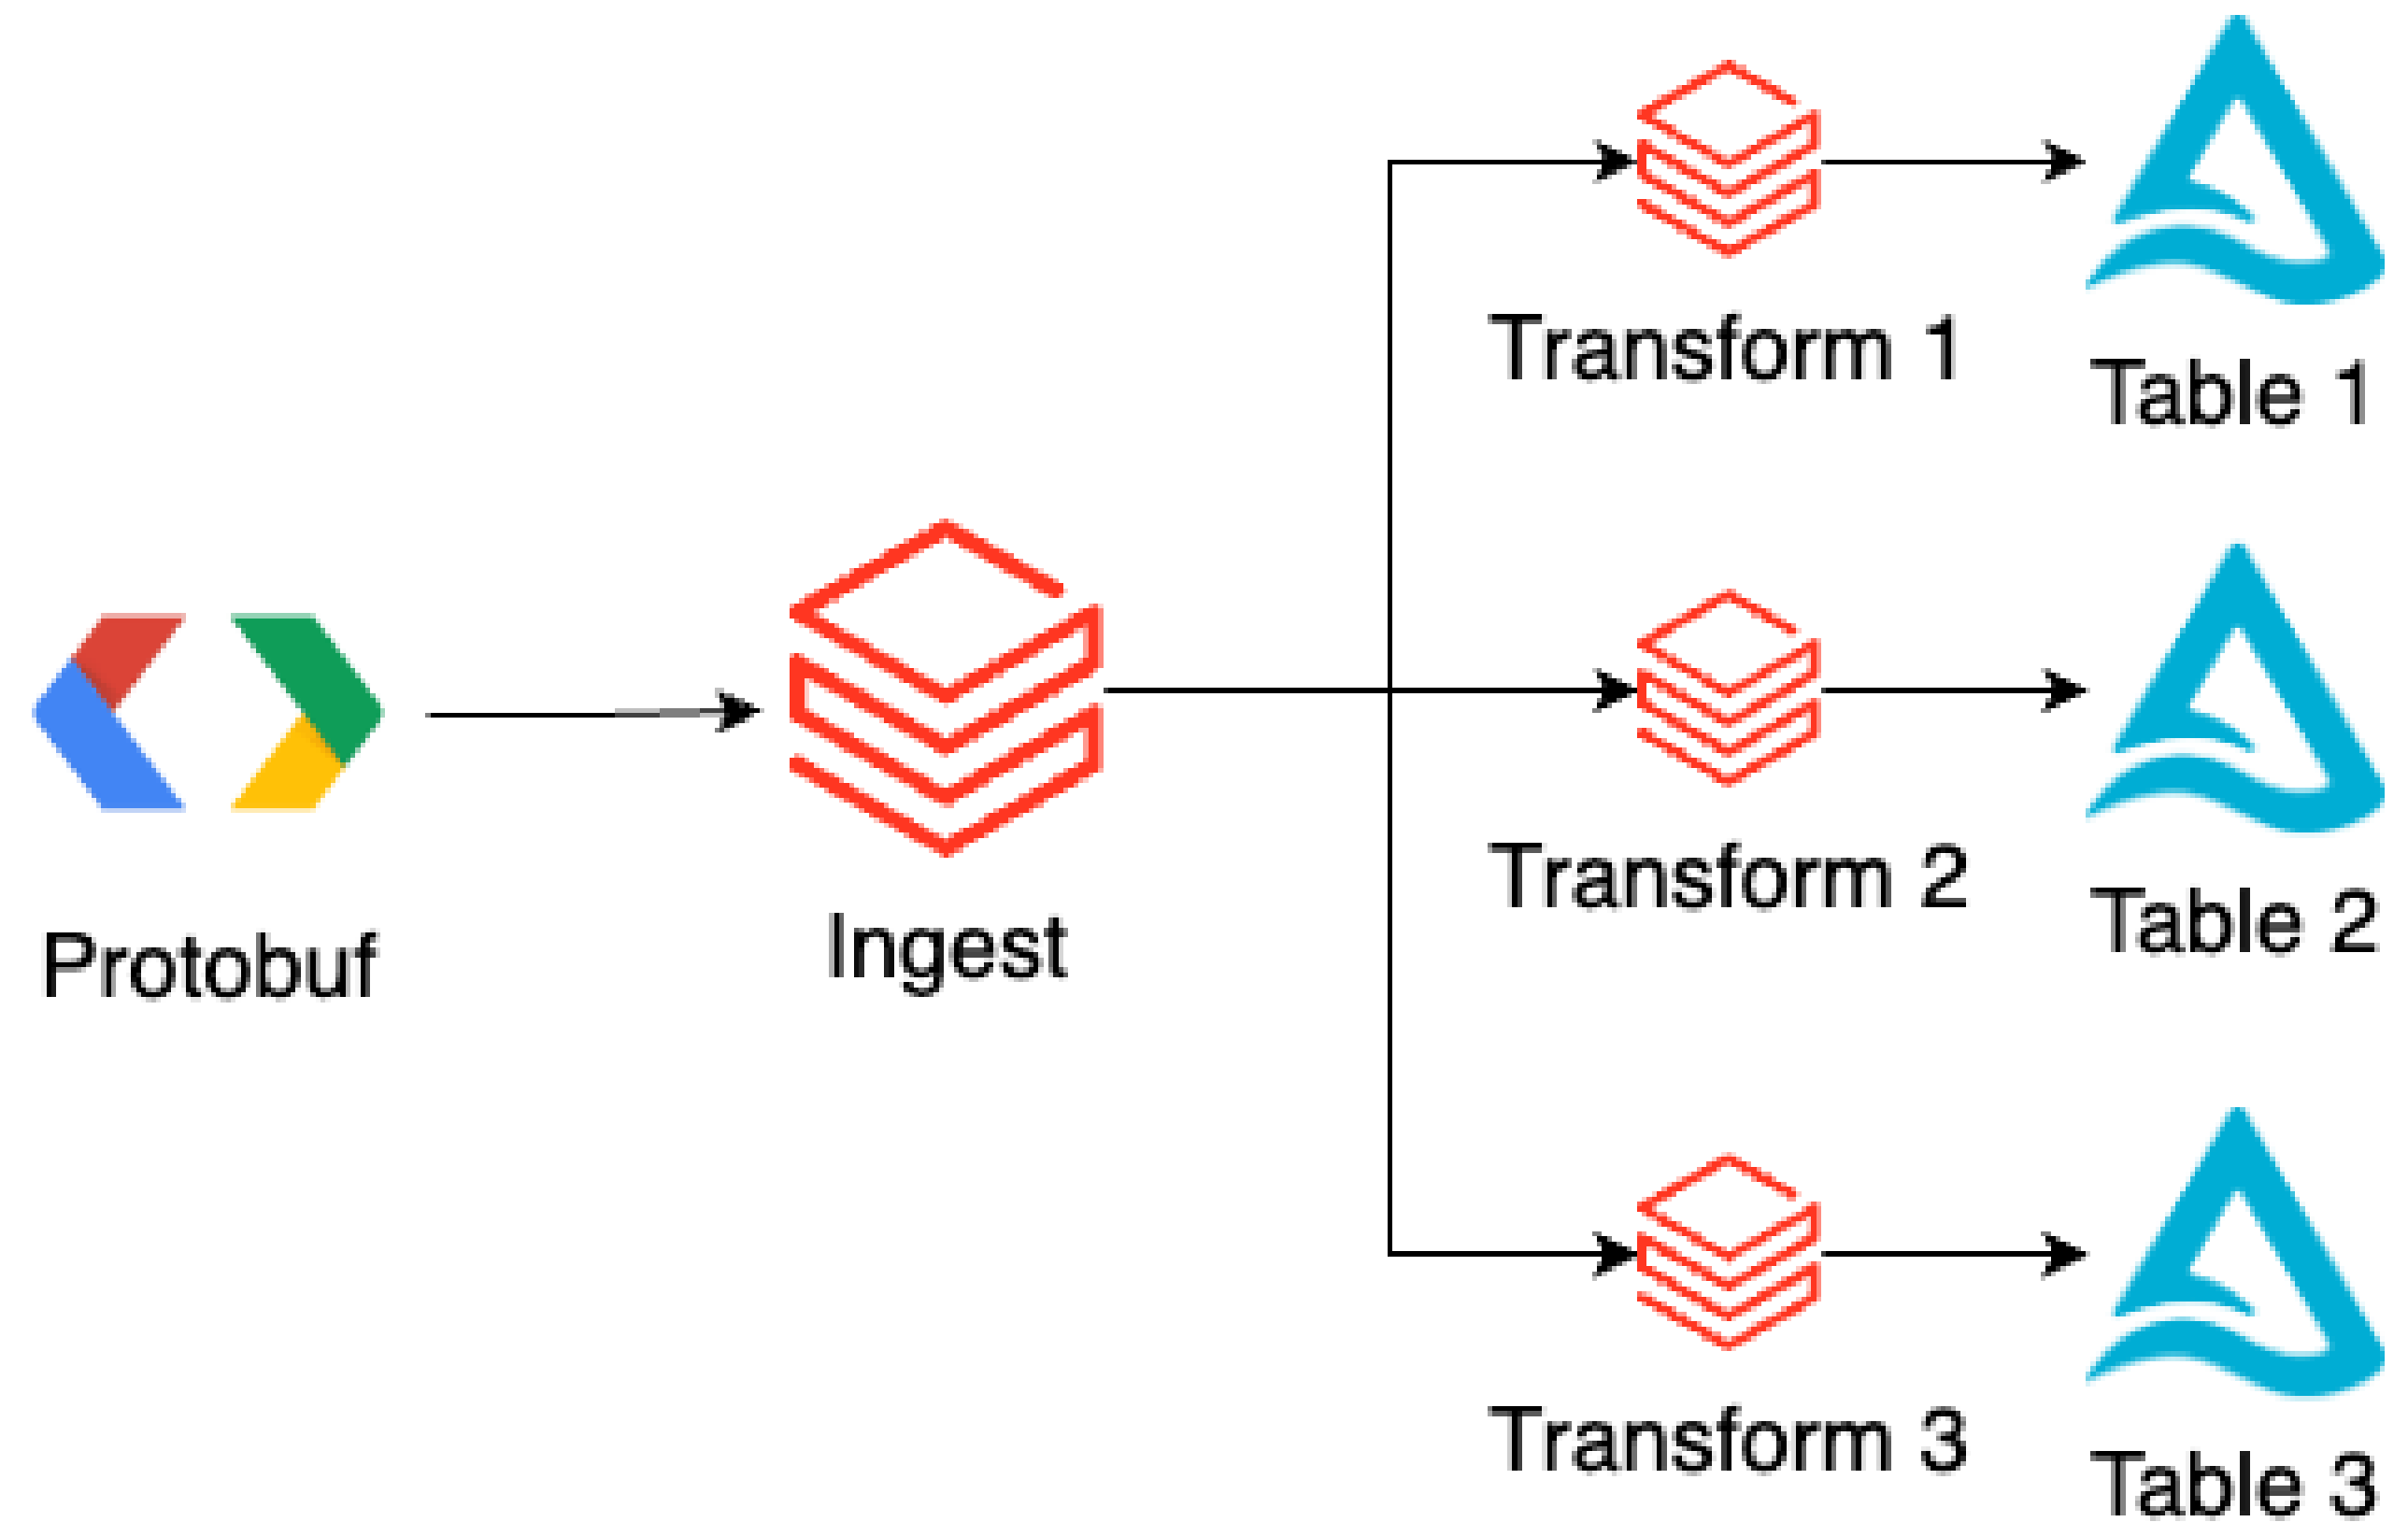 Protobuf
Ingest
Transform 1
Table 1
Transform 2
Table 2
Transform 3
Table 3